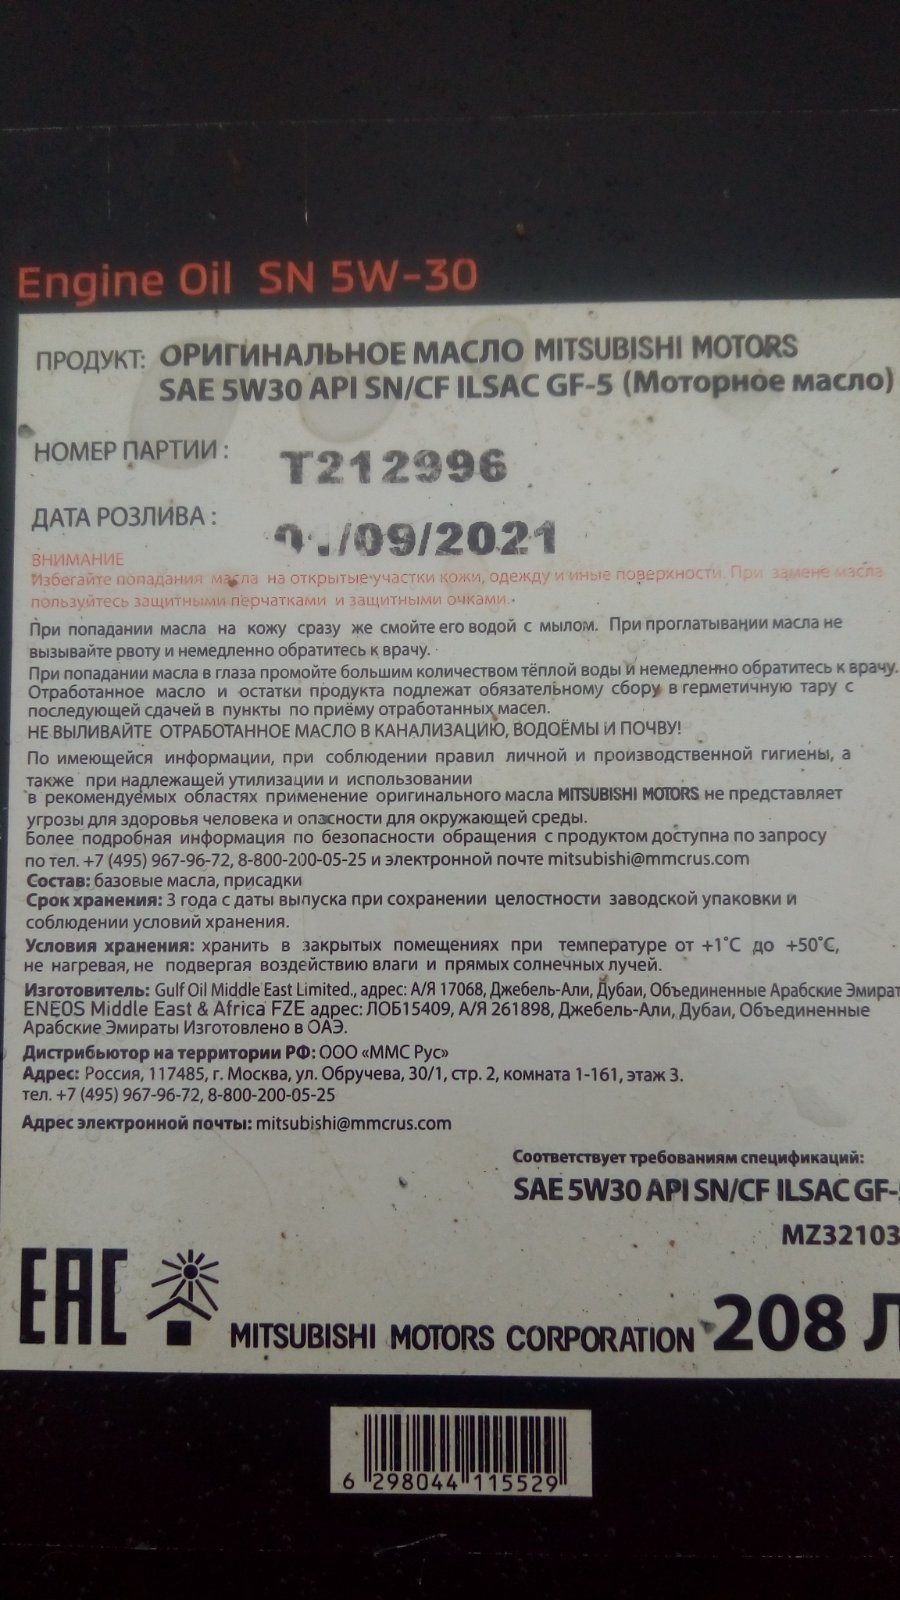 Engine Oil SN 5W-30
ПРОДУКТ: ОРИГИНАЛЬНОЕ МАСЛО MITSUBISHI MOTORS
SAE 5W30 API SN/CF ILSAC GF-5 (Моторное масло)
НОМЕР ПАРТИИ : T212996
ДАТА РОЗЛИВА : 01/09/2021
ВНИМАНИЕ
Избегайте попадания масла на открытые участки кожи, одежду и иные поверхности. При замене масла
пользуйтесь защитными перчатками и защитными очками.
При попадании масла на кожу сразу же смойте его водой с мылом. При проглатывании масла не
вызывайте рвоту и немедленно обратитесь к врачу.
При попадании масла в глаза промойте большим количеством тёплой воды и немедленно обратитесь к врачу.
Отработанное масло и остатки продукта подлежат обязательному сбору в герметичную тару с
последующей сдачей в пункты по приёму отработанных масел.
НЕ ВЫЛИВАЙТЕ ОТРАБОТАННОЕ МАСЛО В КАНАЛИЗАЦИЮ, ВОДОЁМЫ И ПОЧВУ!
По имеющейся информации, при соблюдении правил личной и производственной гигиены, а
также при надлежащей утилизации и использовании
в рекомендуемых областях применение оригинального масла MITSUBISHI MOTORS не представляет
угрозы для здоровья человека и опасности для окружающей среды.
Более подробная информация по безопасности обращения с продуктом доступна по запросу
по тел. +7 (495) 967-96-72, 8-800-200-05-25 и электронной почте mitsubishi@mmcrus.com
Состав: базовые масла, присадки
Срок хранения: 3 года с даты выпуска при сохранении целостности заводской упаковки и
соблюдении условий хранения.
Условия хранения: хранить в закрытых помещениях при температуре от +1˚C до +50˚C,
не нагревая, не подвергая воздействию влаги и прямых солнечных лучей.
Изготовитель: Gulf Oil Middle East Limited., адрес: А/Я 17068, Джебель-Али, Дубаи, Объединенные Арабские Эмират
ENEOS Middle East & Africa FZE адрес: ЛОБ15409, А/Я 261898, Джебель-Али, Дубаи, Объединенные
Арабские Эмираты Изготовлено в ОАЭ.
Дистрибьютор на территории РФ: ООО «ММС Рус»
Адрес: Россия, 117485, г. Москва, ул. Обручева, 30/1, стр. 2, комната 1-161, этаж 3.
тел. +7 (495) 967-96-72, 8-800-200-05-25
Адрес электронной почты: mitsubishi@mmcrus.com
Соответствует требованиям спецификаций:
SAE 5W30 API SN/CF ILSAC GF-5
MZ32103
EAC
MITSUBISHI MOTORS CORPORATION 208 Л
6 298044 115529